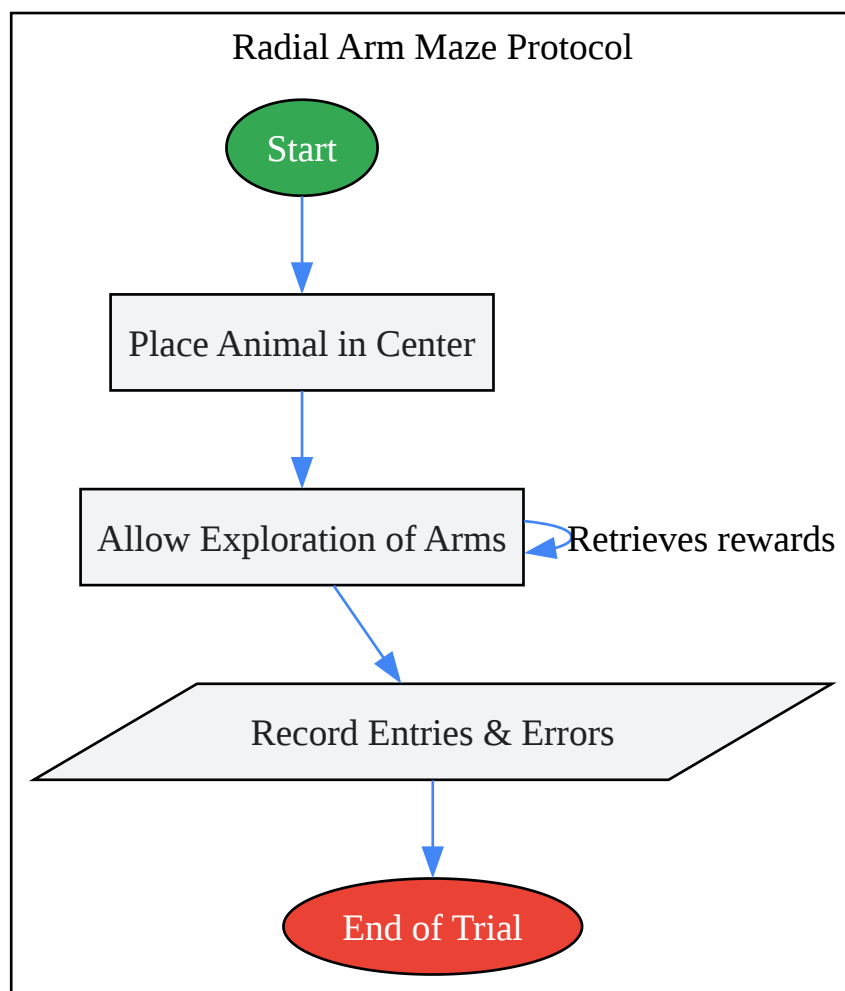 Radial Arm Maze Protocol
Start
Place Animal in Center
Allow Exploration of Arms
Retrieves rewards
Record Entries & Errors
End of Trial